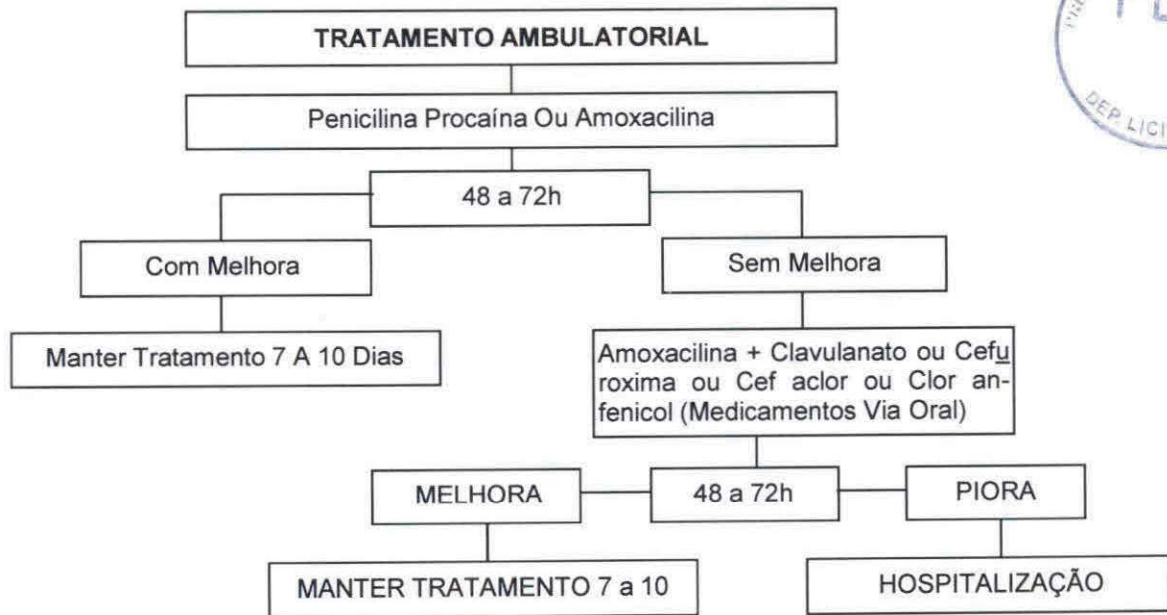 TRATAMENTO AMBULATORIAL
Penicilina Procaína Ou Amoxacilina
48 a 72h
Com Melhora
Sem Melhora
Manter Tratamento 7 A 10 Dias
Amoxacilina + Clavulanato ou Cefu
roxima ou Cef aclor ou Clor an-
fenicol (Medicamentos Via Oral)
MELHORA
48 a 72h
PIORA
MANTER TRATAMENTO 7 a 10
HOSPITALIZAÇÃO
DEP. LICI